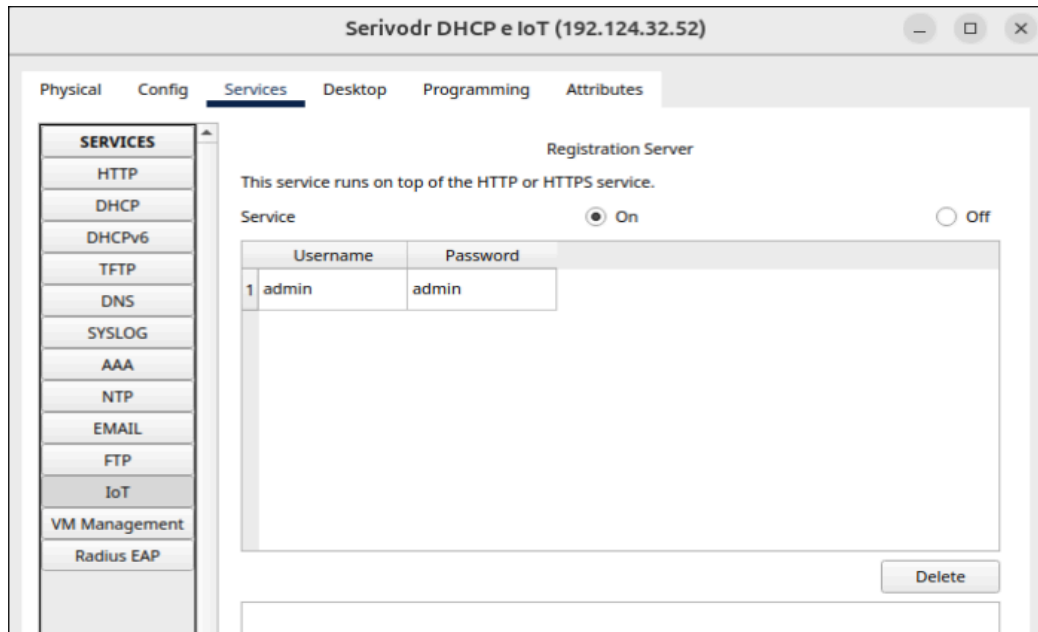 Serivodr DHCP e IoT (192.124.32.52)
Physical Config Services Desktop Programming Attributes
SERVICES
HTTP
DHCP
DHCPv6
TFTP
DNS
SYSLOG
AAA
NTP
EMAIL
FTP
IoT
VM Management
Radius EAP
Registration Server
This service runs on top of the HTTP or HTTPS service.
Service On Off
Username Password
1 admin admin
Delete